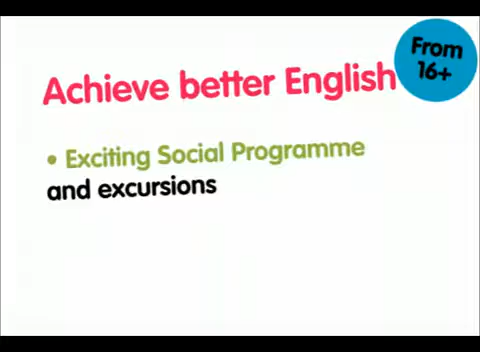 Achieve better English
From
16+
• Exciting Social Programme
and excursions